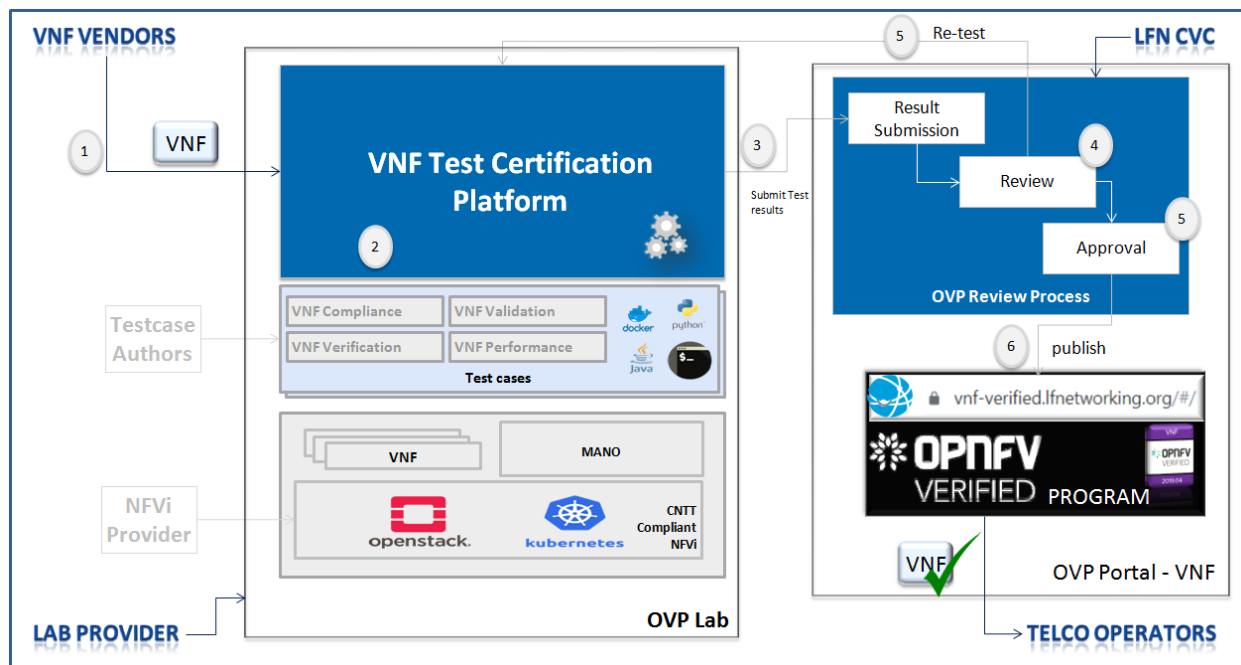 VNF VENDORS
1
VNF
VNF Test Certification
Platform
2
5
Re-test
LFN CVC
3
Submit Test
results
Result
Submission
4
Review
5
Approval
OVP Review Process
Testcase
Authors
VNF Compliance
VNF Validation
VNF Verification
VNF Performance
docker
python
Java
$_
Test cases
6
publish
vnf-verified.lfnetworking.org/#/
OPNFV
VERIFIED
PROGRAM
VNF
OPNFV
VERIFIED
VNF
MANO
NFVi
Provider
openstack.
kubernetes
CNTT
Compliant
NFVi
VNF
OVP Portal - VNF
LAB PROVIDER
OVP Lab
TELCO OPERATORS